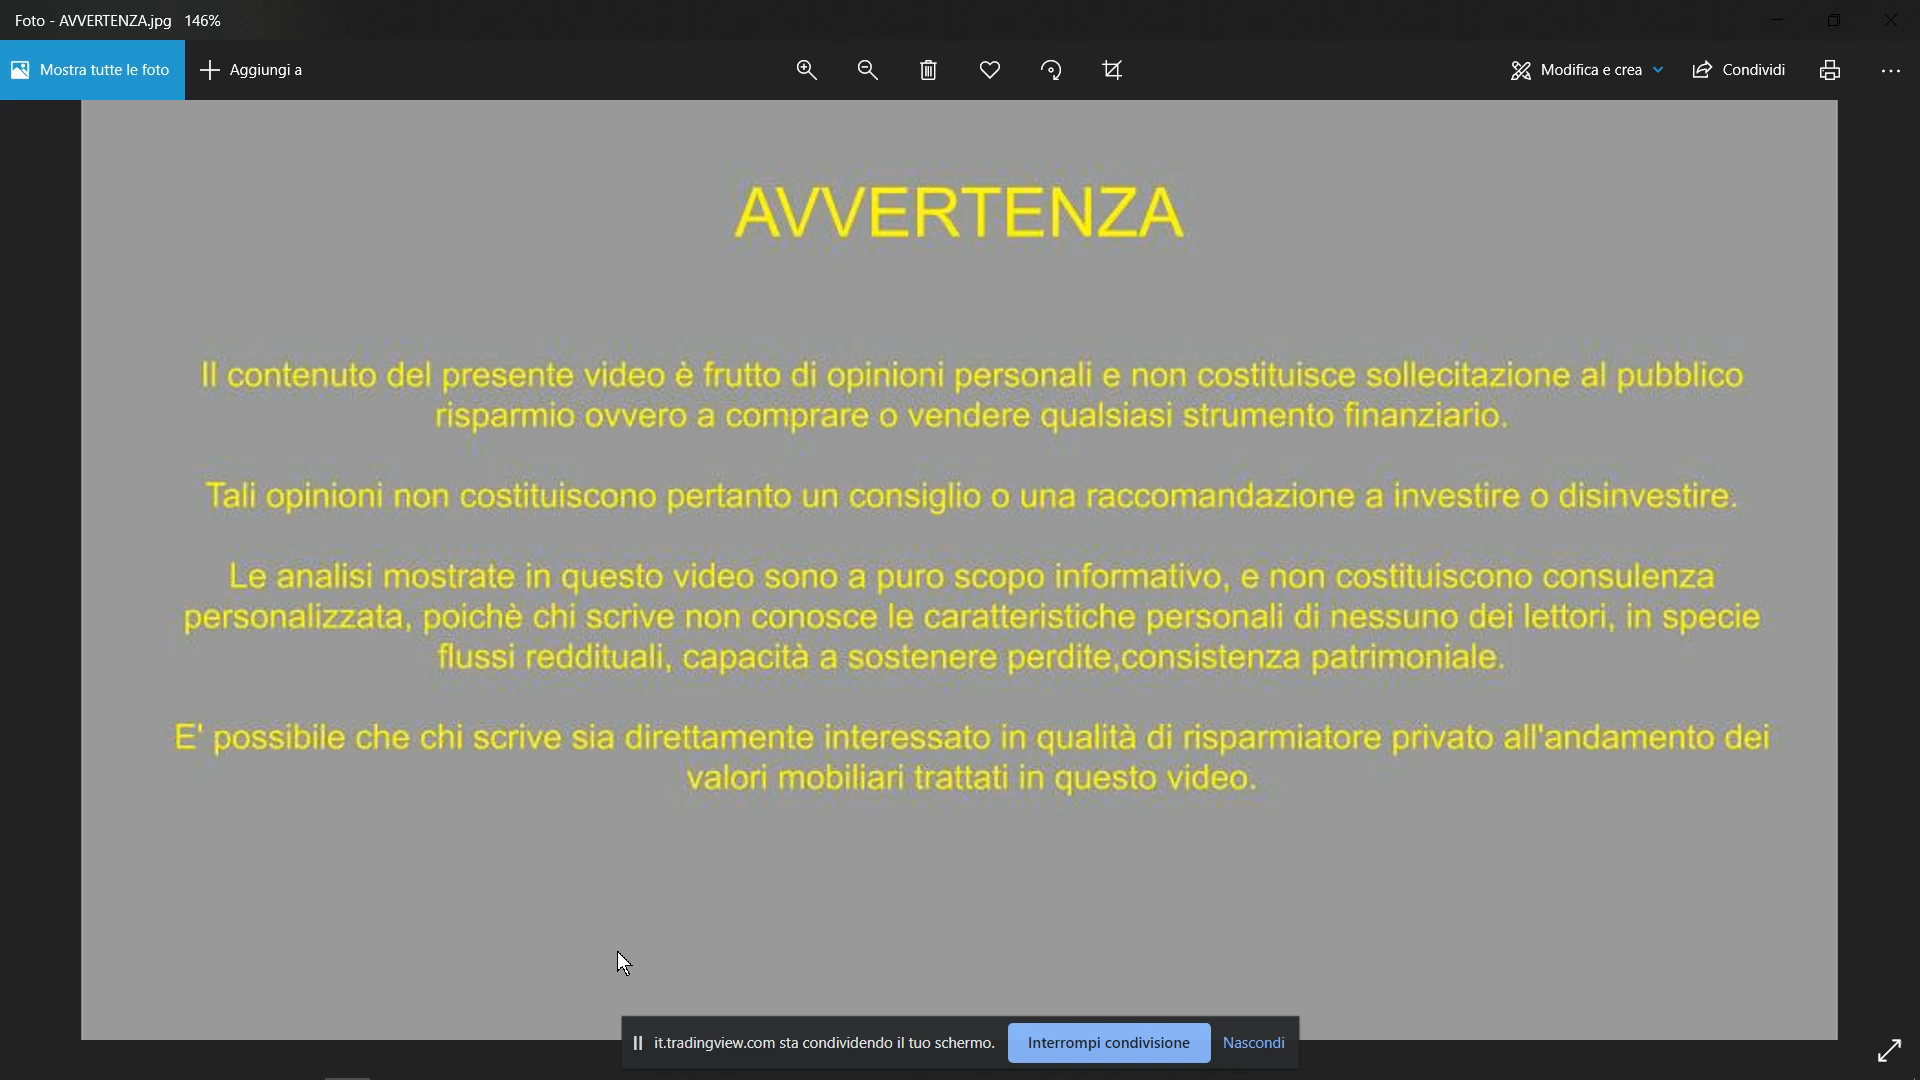 Foto - AVVERTENZA.jpg 146%
Mostra tutte le foto
Aggiungi a
Modifica e crea
Condividi
AVVERTENZA
Il contenuto del presente video è frutto di opinioni personali e non costituisce sollecitazione al pubblico
risparmio ovvero a comprare o vendere qualsiasi strumento finanziario.
Tali opinioni non costituiscono pertanto un consiglio o una raccomandazione a investire o disinvestire.
Le analisi mostrate in questo video sono a puro scopo informativo, e non costituiscono consulenza
personalizzata, poichè chi scrive non conosce le caratteristiche personali di nessuno dei lettori, in specie
flussi reddituali, capacità a sostenere perdite,consistenza patrimoniale.
E' possibile che chi scrive sia direttamente interessato in qualità di risparmiatore privato all'andamento dei
valori mobiliari trattati in questo video.
it.tradingview.com sta condividendo il tuo schermo.
Interrompi condivisione
Nascondi